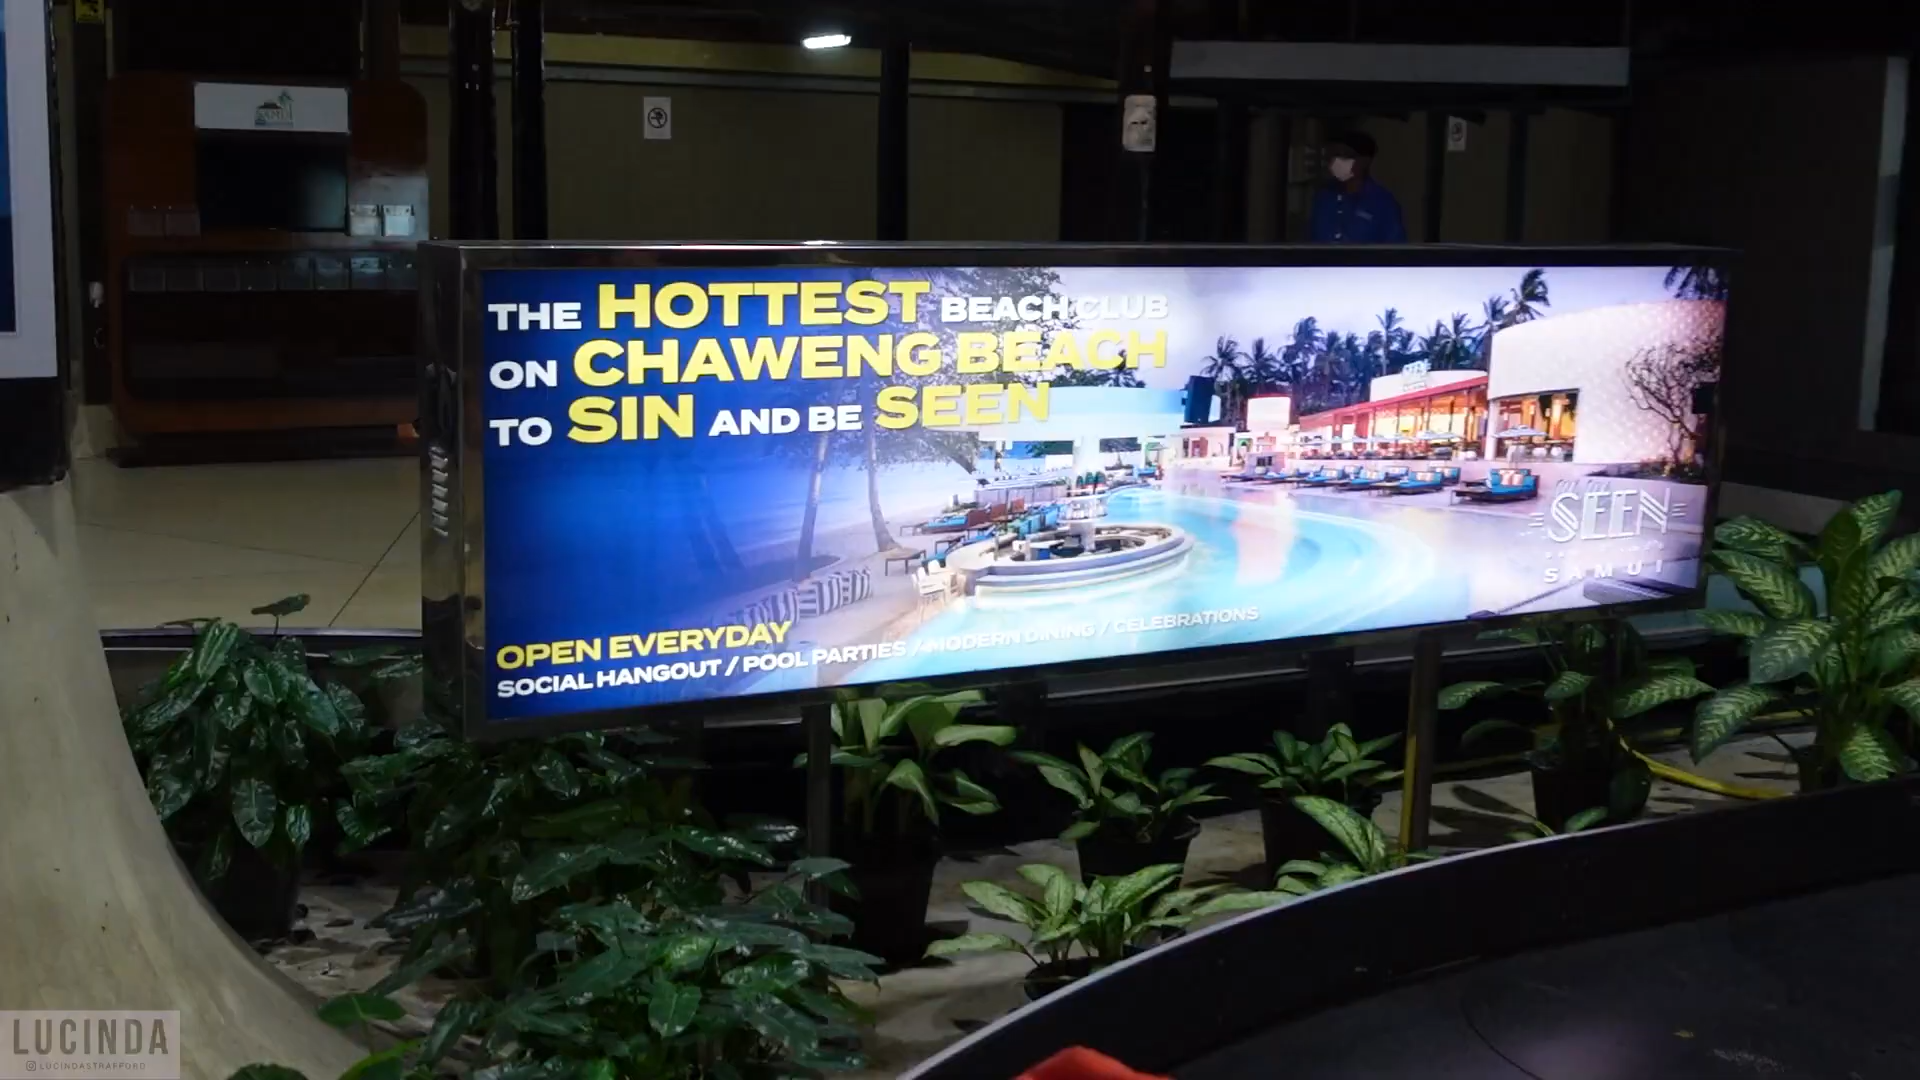 THE HOTTEST BEACH CLUB
ON CHAWENG BEACH
TO SIN AND BE SEEN
SEEN
SEEN
SAMUI
OPEN EVERYDAY
SOCIAL HANGOUT / POOL PARTIES / MODERN DINING / CELEBRATIONS
LUCINDA
LUCINDASTRAFFORD